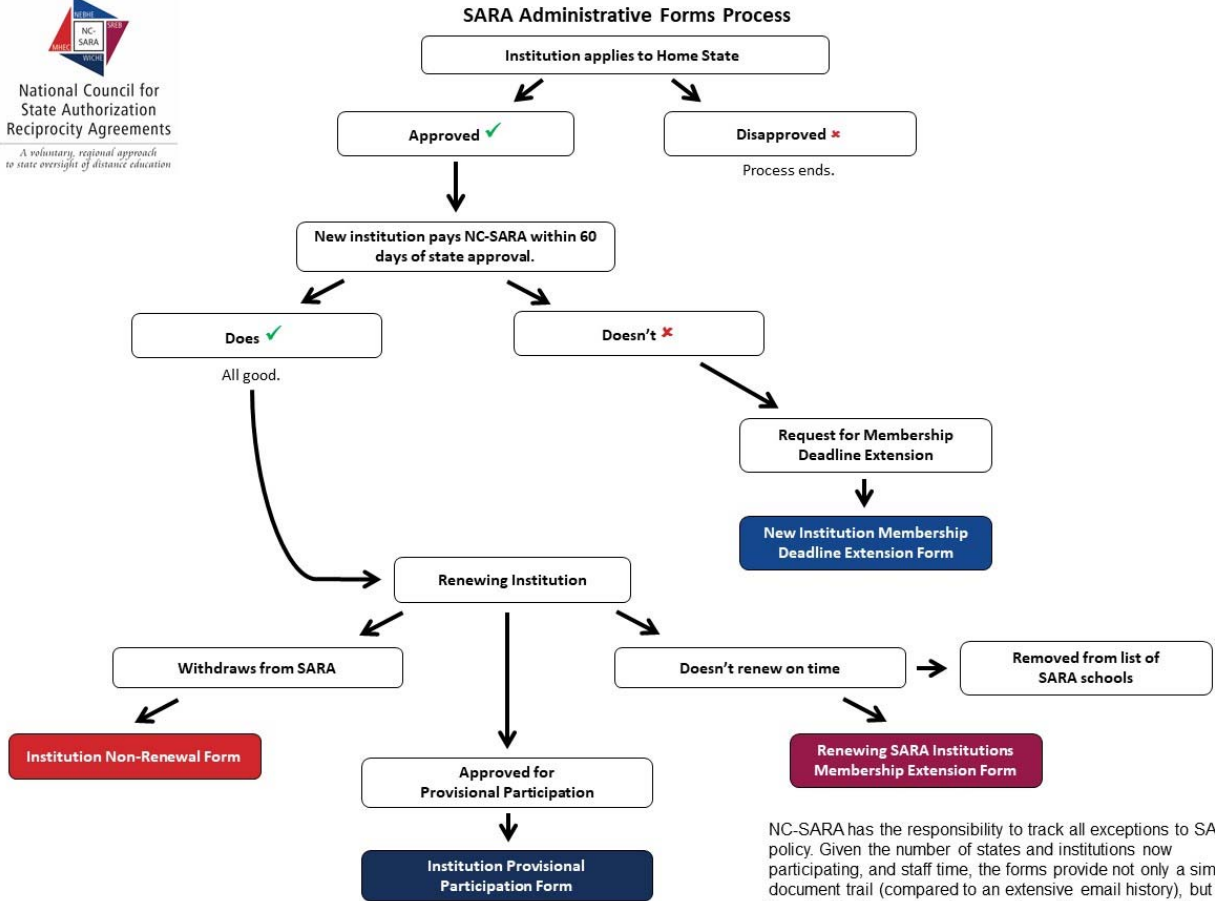 SARA Administrative Forms Process
NEBHE
SREB
NC-
SARA
MHEC
WICHE
National Council for
State Authorization
Reciprocity Agreements
A voluntary, regional approach
to state oversight of distance education
Institution applies to Home State
Approved ✓
Disapproved ✖
Process ends.
New institution pays NC-SARA within 60
days of state approval.
Does ✓
All good.
Doesn't ✖
Request for Membership
Deadline Extension
New Institution Membership
Deadline Extension Form
Renewing Institution
Withdraws from SARA
Doesn't renew on time
Removed from list of
SARA schools
Institution Non-Renewal Form
Approved for
Provisional Participation
Renewing SARA Institutions
Membership Extension Form
Institution Provisional
Participation Form
NC-SARA has the responsibility to track all exceptions to
policy. Given the number of states and institutions now
participating, and staff time, the forms provide not only a
document trail (compared to an extensive email history), but